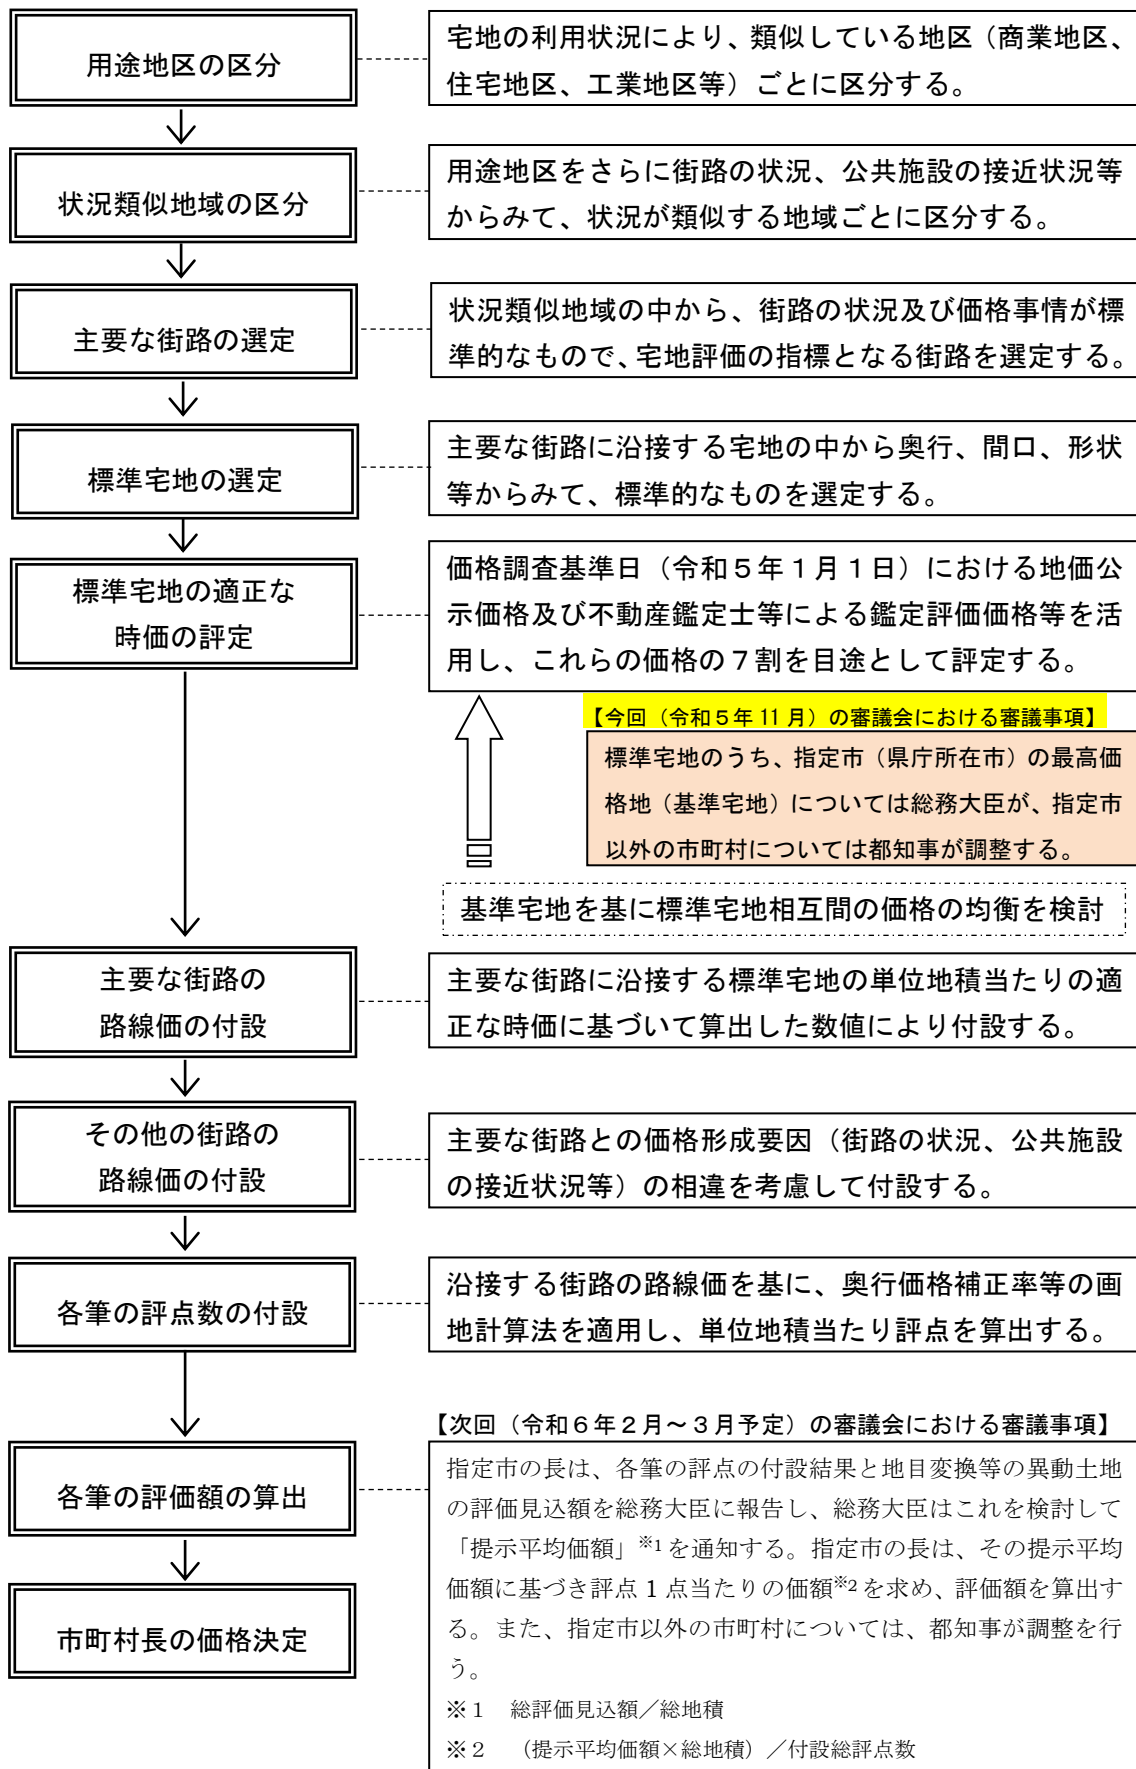 用途地区の区分
宅地の利用状況により、類似している地区（商業地区、
住宅地区、工業地区等）ごとに区分する。
状況類似地域の区分
用途地区をさらに街路の状況、公共施設の接近状況等
からみて、状況が類似する地域ごとに区分する。
主要な街路の選定
状況類似地域の中から、街路の状況及び価格事情が標
準的なもので、宅地評価の指標となる街路を選定する。
標準宅地の選定
主要な街路に沿接する宅地の中から奥行、間口、形状
等からみて、標準的なものを選定する。
標準宅地の適正な
時価の評定
価格調査基準日（令和５年１月１日）における地価公
示価格及び不動産鑑定士等による鑑定評価価格等を活
用し、これらの価格の７割を目途として評定する。
【今回（令和５年 11 月）の審議会における審議事項】
標準宅地のうち、指定市（県庁所在市）の最高価
格地（基準宅地）については総務大臣が、指定市
以外の市町村については都知事が調整する。
基準宅地を基に標準宅地相互間の価格の均衡を検討
主要な街路の
路線価の付設
主要な街路に沿接する標準宅地の単位地積当たりの適
正な時価に基づいて算出した数値により付設する。
その他の街路の
路線価の付設
主要な街路との価格形成要因（街路の状況、公共施設
の接近状況等）の相違を考慮して付設する。
各筆の評点数の付設
沿接する街路の路線価を基に、奥行価格補正率等の画
地計算法を適用し、単位地積当たり評点を算出する。
【次回（令和６年２月～３月予定）の審議会における審議事項】
各筆の評価額の算出
指定市の長は、各筆の評点の付設結果と地目変換等の異動土地
の評価見込額を総務大臣に報告し、総務大臣はこれを検討して
「提示平均価額」※1 を通知する。指定市の長は、その提示平均
価額に基づき評点 1 点当たりの価額※2 を求め、評価額を算出す
る。また、指定市以外の市町村については、都知事が調整を行
う。
※１　総評価見込額／総地積
※２　（提示平均価額×総地積）／付設総評点数
市町村長の価格決定